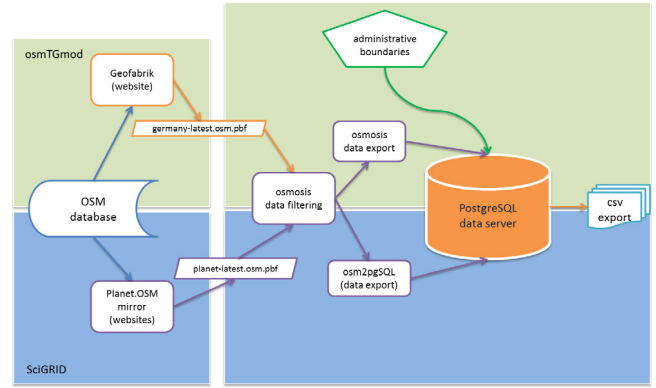 osmTGmod
Geofabrik
(website)
germany-latest.osm.pbf
OSM
database
planet-latest.osm.pbf
Planet.OSM
mirror
(websites)
SciGRID
administrative
boundaries
osmosis
data export
osmosis
data filtering
PostgreSQL
data server
csv
export
osm2pgSQL
(data export)